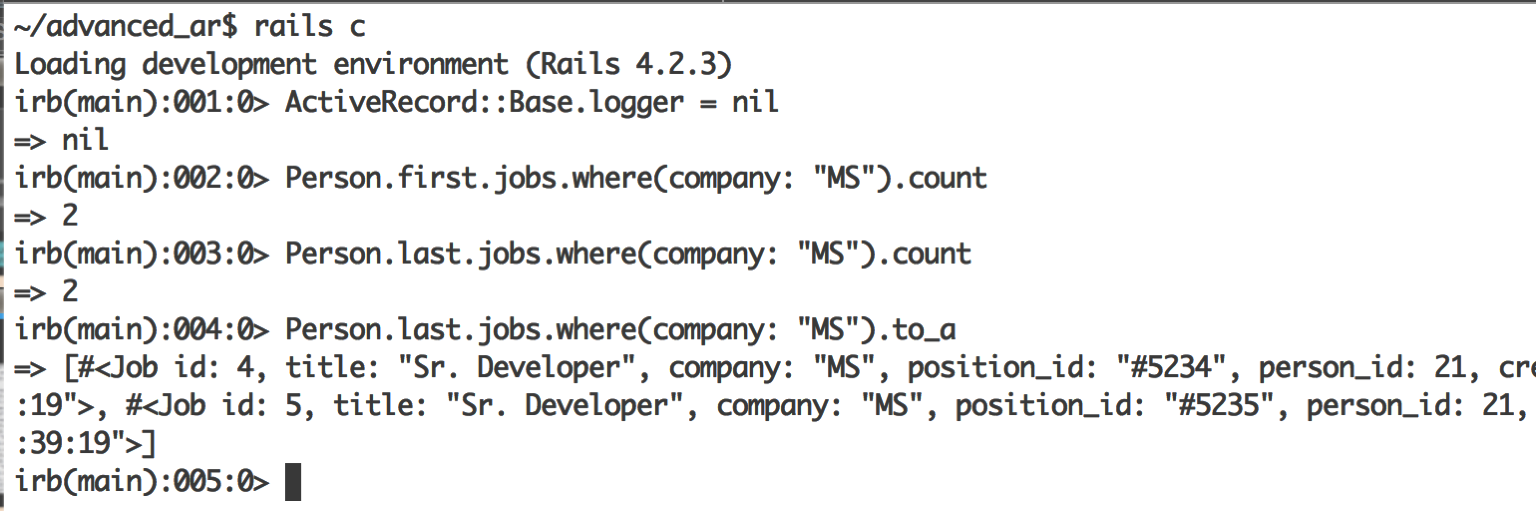 ~/advanced_ar$ rails c
Loading development environment (Rails 4.2.3)
irb(main):001:0> ActiveRecord::Base.logger = nil
=> nil
irb(main):002:0> Person.first.jobs.where(company: "MS").count
=> 2
irb(main):003:0> Person.last.jobs.where(company: "MS").count
=> 2
irb(main):004:0> Person.last.jobs.where(company: "MS").to_a
=> [#<Job id: 4, title: "Sr. Developer", company: "MS", position_id: "#5234", person_id: 21, cre
:19">, #<Job id: 5, title: "Sr. Developer", company: "MS", position_id: "#5235", person_id: 21,
:39:19">]
irb(main):005:0>